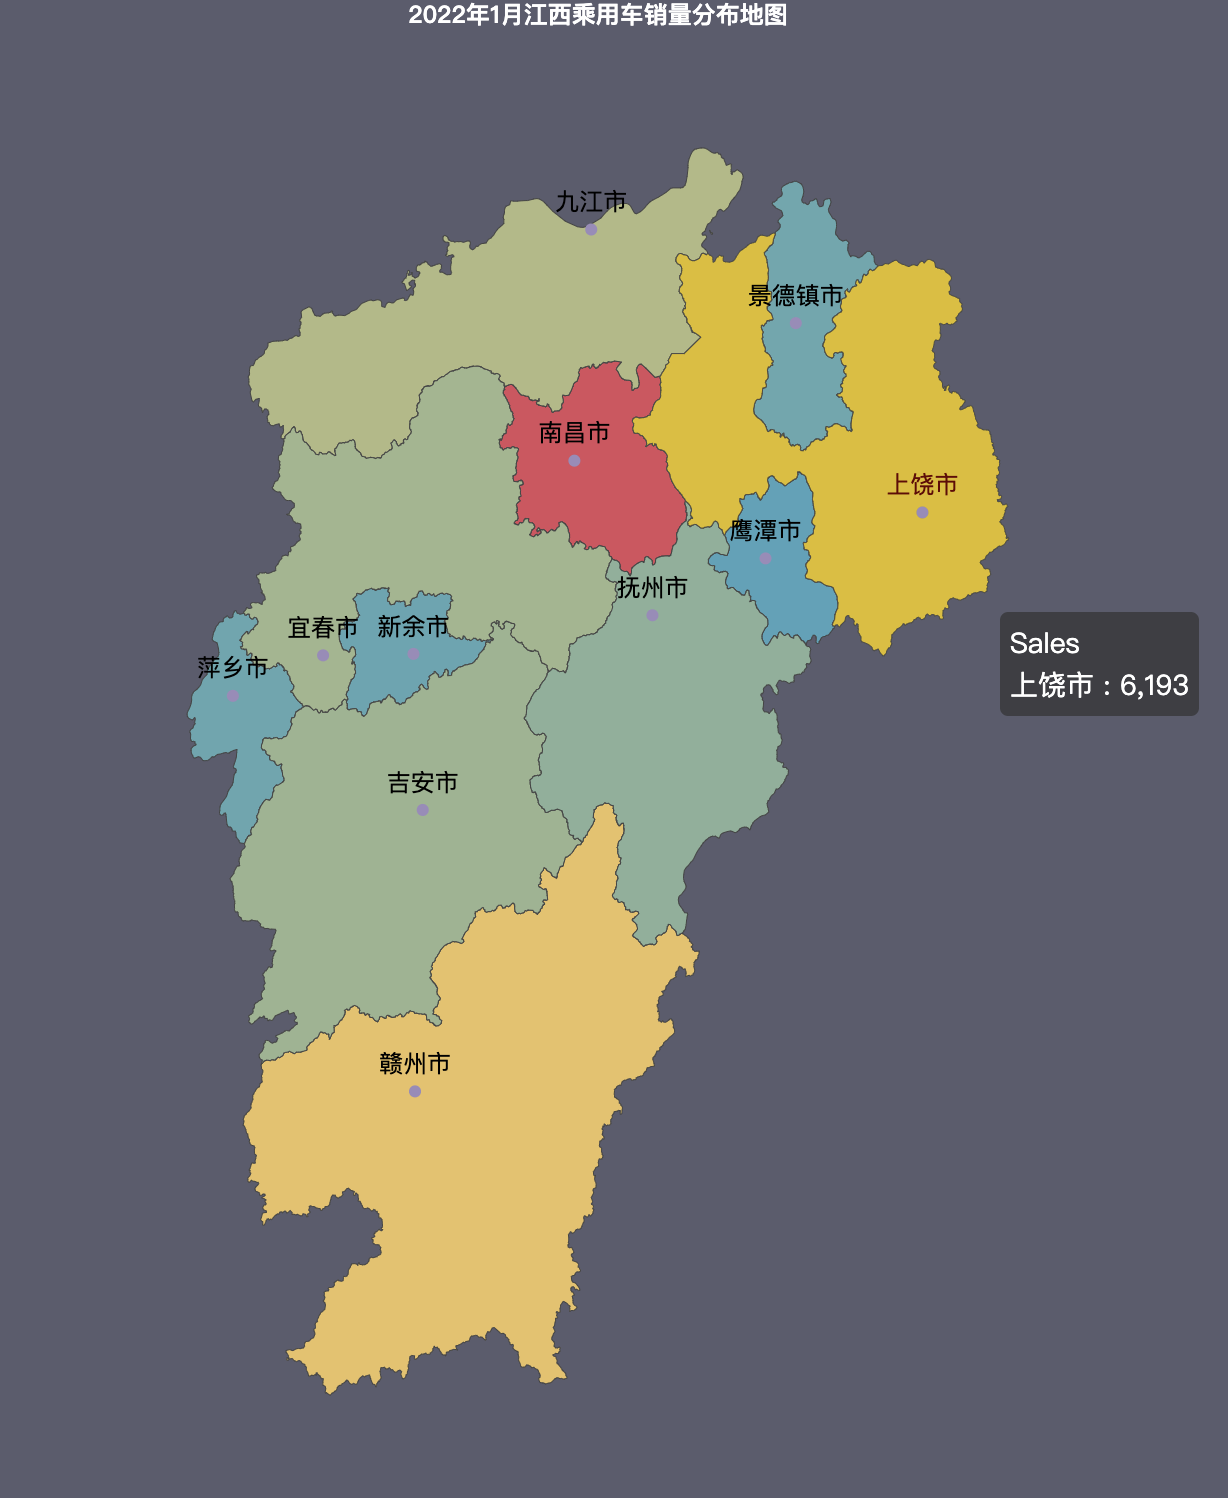 2022年1月江西乘用车销量分布地图
九江市
景德镇市
南昌市
上饶市
鹰潭市
抚州市
宜春市
新余市
萍乡市
Sales
上饶市：6,193
吉安市
赣州市